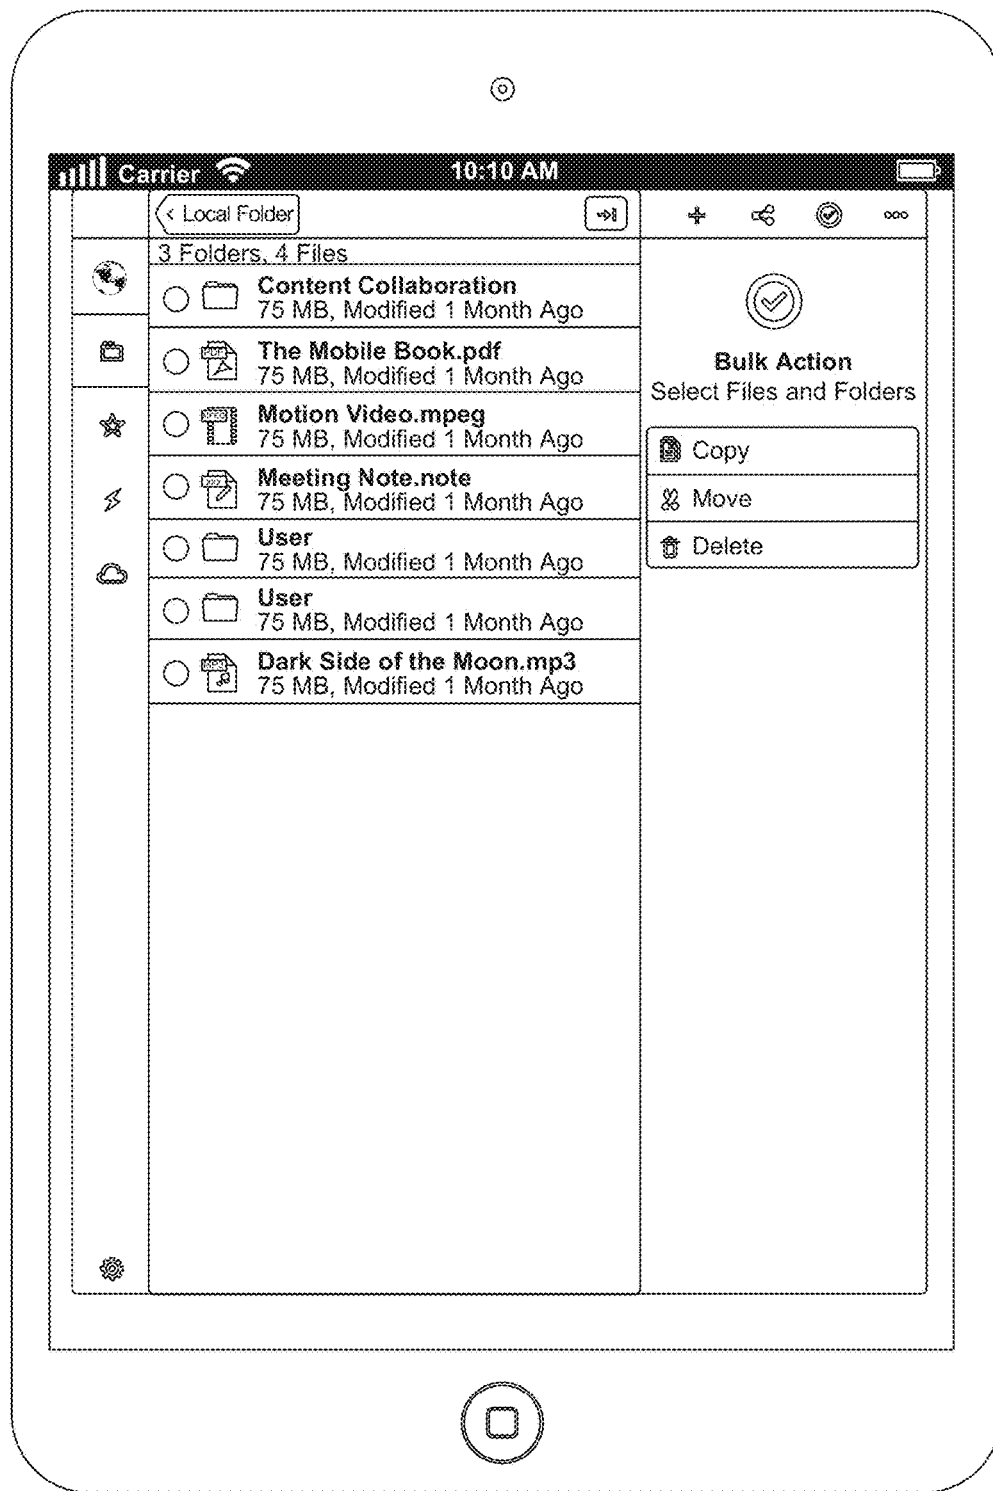 Carrier 10:10 AM
< Local Folder
3 Folders, 4 Files
Content Collaboration
75 MB, Modified 1 Month Ago
The Mobile Book.pdf
75 MB, Modified 1 Month Ago
Motion Video.mpeg
75 MB, Modified 1 Month Ago
Meeting Note.note
75 MB, Modified 1 Month Ago
User
75 MB, Modified 1 Month Ago
User
75 MB, Modified 1 Month Ago
Dark Side of the Moon.mp3
75 MB, Modified 1 Month Ago
Bulk Action
Select Files and Folders
Copy
Move
Delete